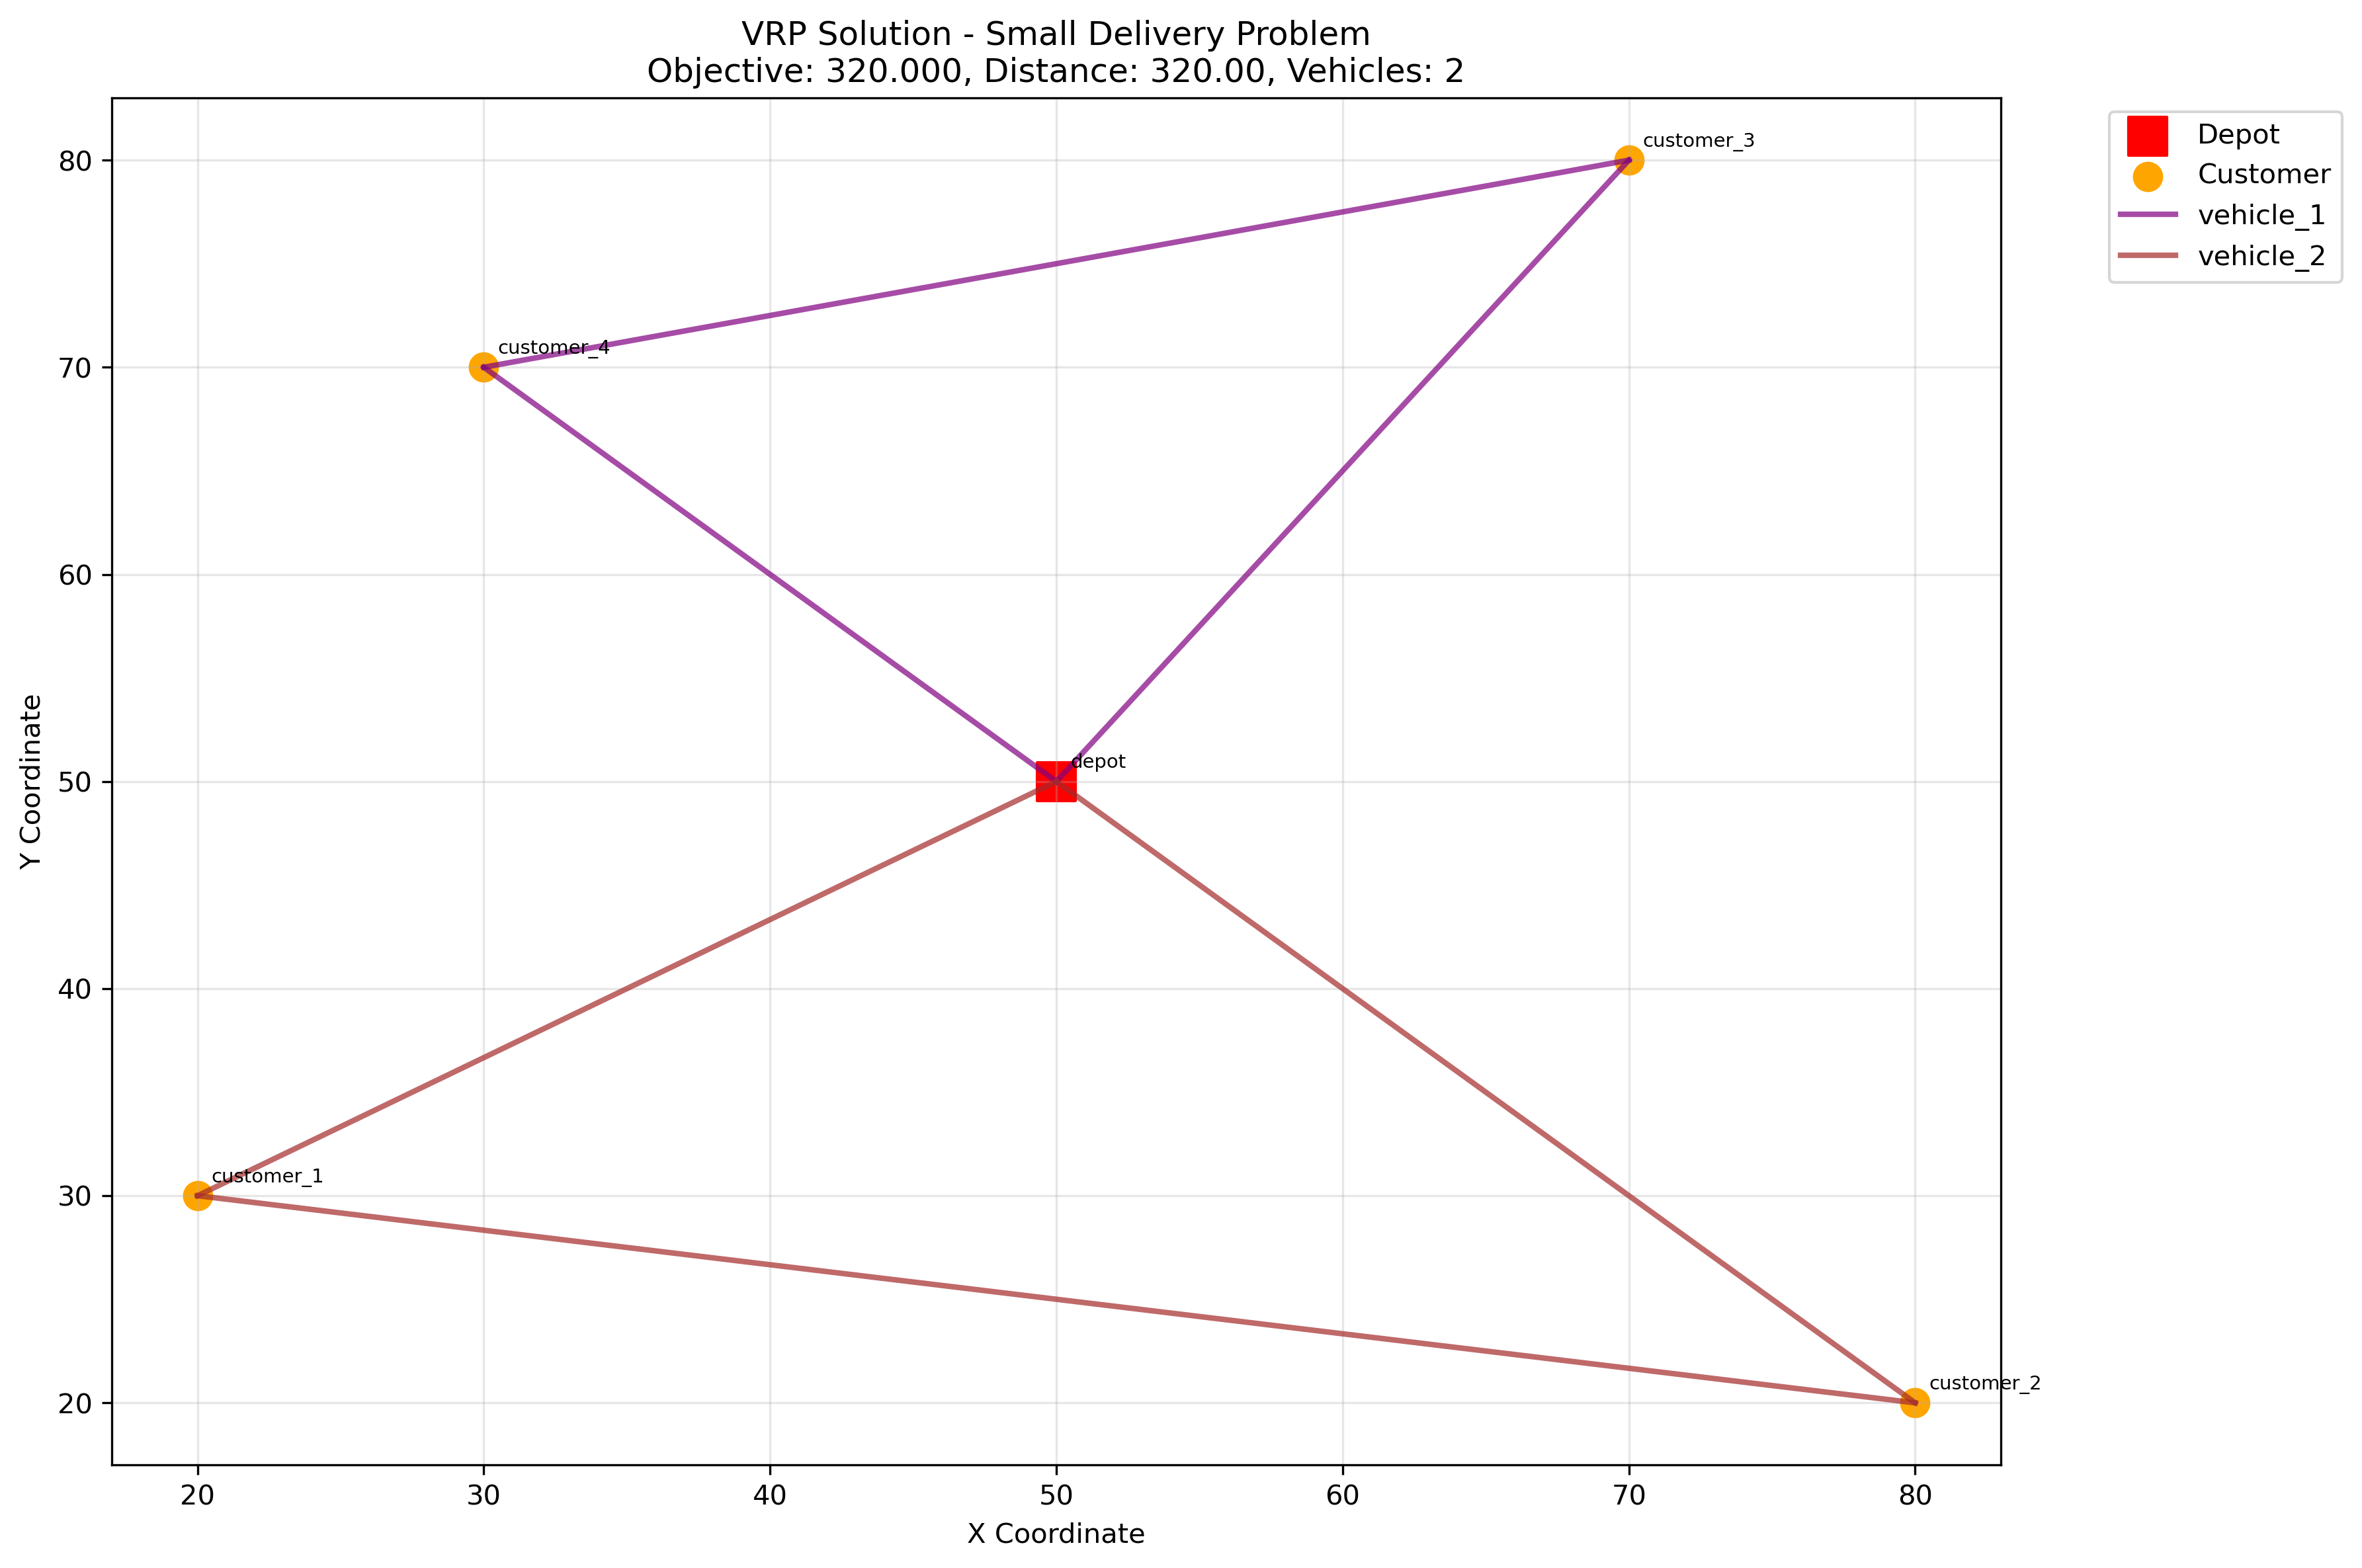 VRP Solution - Small Delivery Problem
Objective: 320.000, Distance: 320.00, Vehicles: 2
Depot
Customer
vehicle_1
vehicle_2
customer_3
customer_4
depot
customer_1
customer_2
Y Coordinate
80
70
60
50
40
30
20
20
30
40
50
60
70
80
X Coordinate